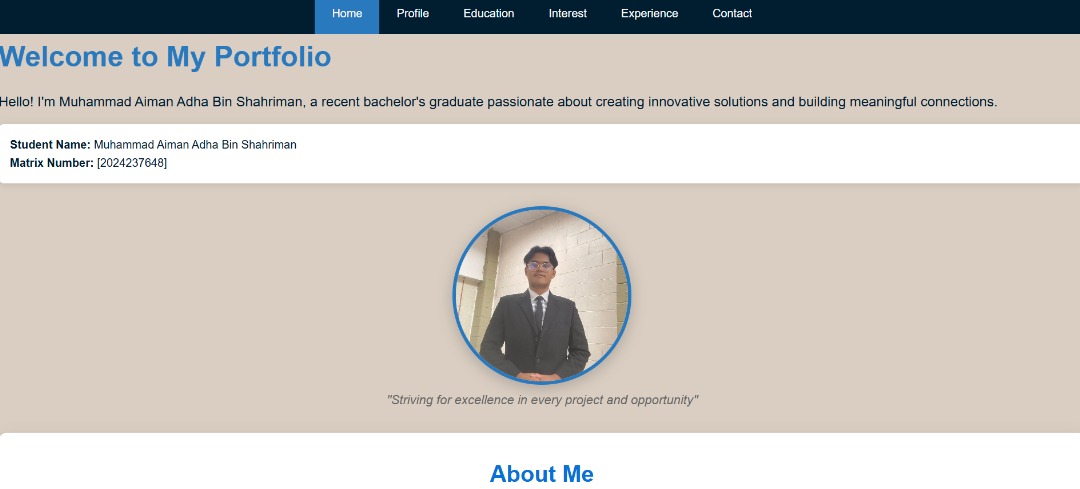 Home Profile Education Interest Experience Contact
Welcome to My Portfolio
Hello! I'm Muhammad Aiman Adha Bin Shahriman, a recent bachelor's graduate passionate about creating innovative solutions and building meaningful connections.
Student Name: Muhammad Aiman Adha Bin Shahriman
Matrix Number: [2024237648]
"Striving for excellence in every project and opportunity"
About Me